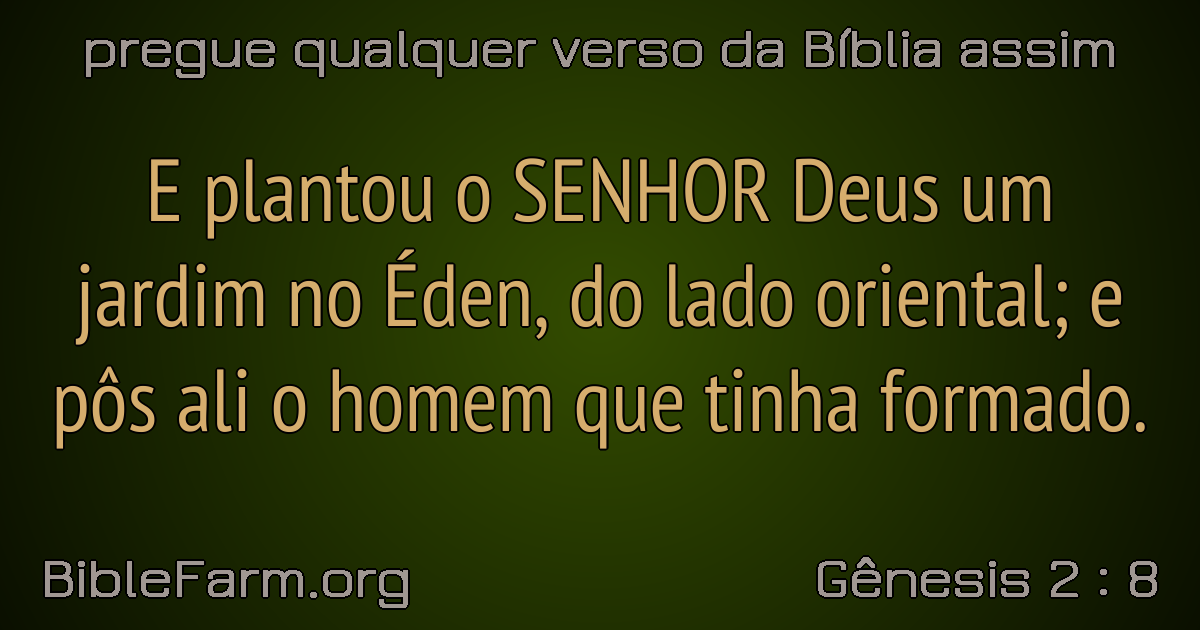 pregue qualquer verso da Bíblia assim
E plantou o SENHOR Deus um
jardim no Éden, do lado oriental; e
pôs ali o homem que tinha formado.
BibleFarm.org
Gênesis 2 : 8